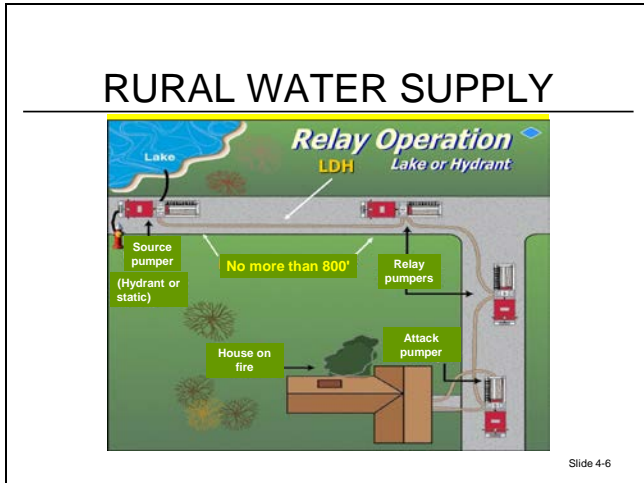 RURAL WATER SUPPLY
Relay Operation
Lake
LDH
Lake or Hydrant
Source
pumper
(Hydrant or
static)
No more than 800'
Relay
pumpers
Attack
pumper
House on
fire
Slide 4-6